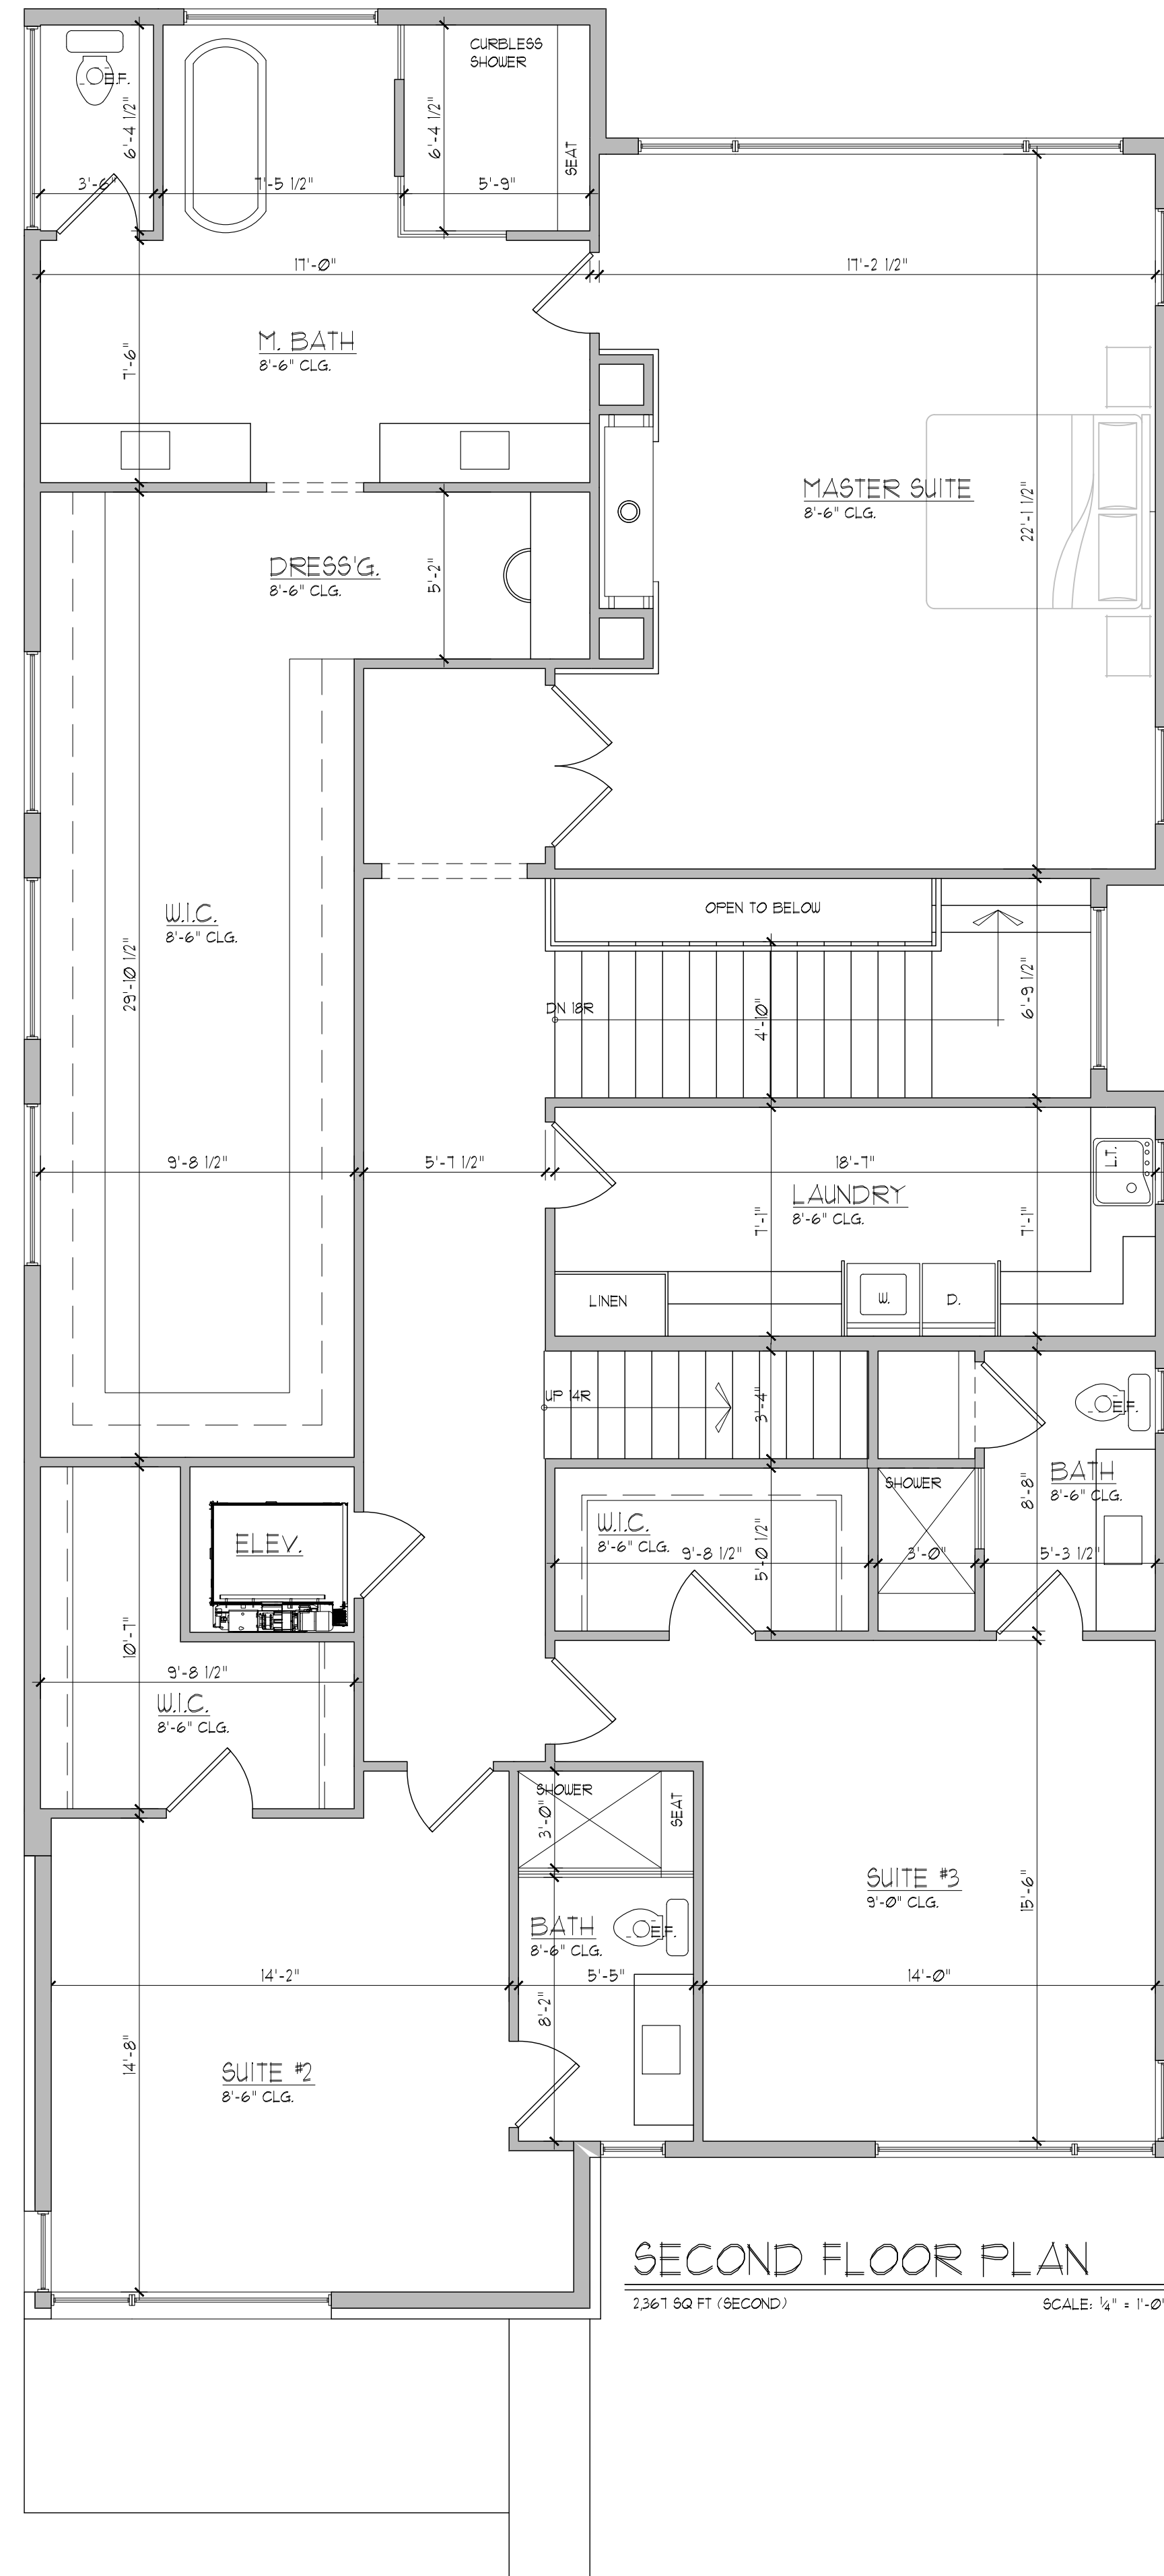 CURBLESS
SHOWER
E.F.
6'-4 1/2"
6'-4 1/2"
SEAT
3'-6"
7'-5 1/2"
5'-9"
17'-0"
17'-2 1/2"
M. BATH
8'-6" CLG.
7'-6"
MASTER SUITE
8'-6" CLG.
22'-1 1/2"
DRESS'G.
8'-6" CLG.
5'-2"
W.I.C.
8'-6" CLG.
29'-10 1/2"
OPEN TO BELOW
DN 18R
4'-10"
6'-9 1/2"
9'-8 1/2"
5'-7 1/2"
18'-7"
L.T.
LAUNDRY
8'-6" CLG.
7'-1"
7'-1"
LINEN
W.
D.
UP 14R
3'-4"
E.F.
BATH
8'-6" CLG.
8'-8"
SHOWER
W.I.C.
8'-6" CLG.
9'-8 1/2"
5'-0 1/2"
3'-0"
5'-3 1/2"
ELEV.
10'-7"
9'-8 1/2"
W.I.C.
8'-6" CLG.
SHOWER
3'-0"
SEAT
SUITE #3
9'-0" CLG.
15'-6"
BATH
8'-6" CLG.
E.F.
14'-2"
5'-5"
14'-0"
8'-2"
14'-8"
SUITE #2
8'-6" CLG.
SECOND FLOOR PLAN
2,367 SQ FT (SECOND)
SCALE: 1/4" = 1'-0"